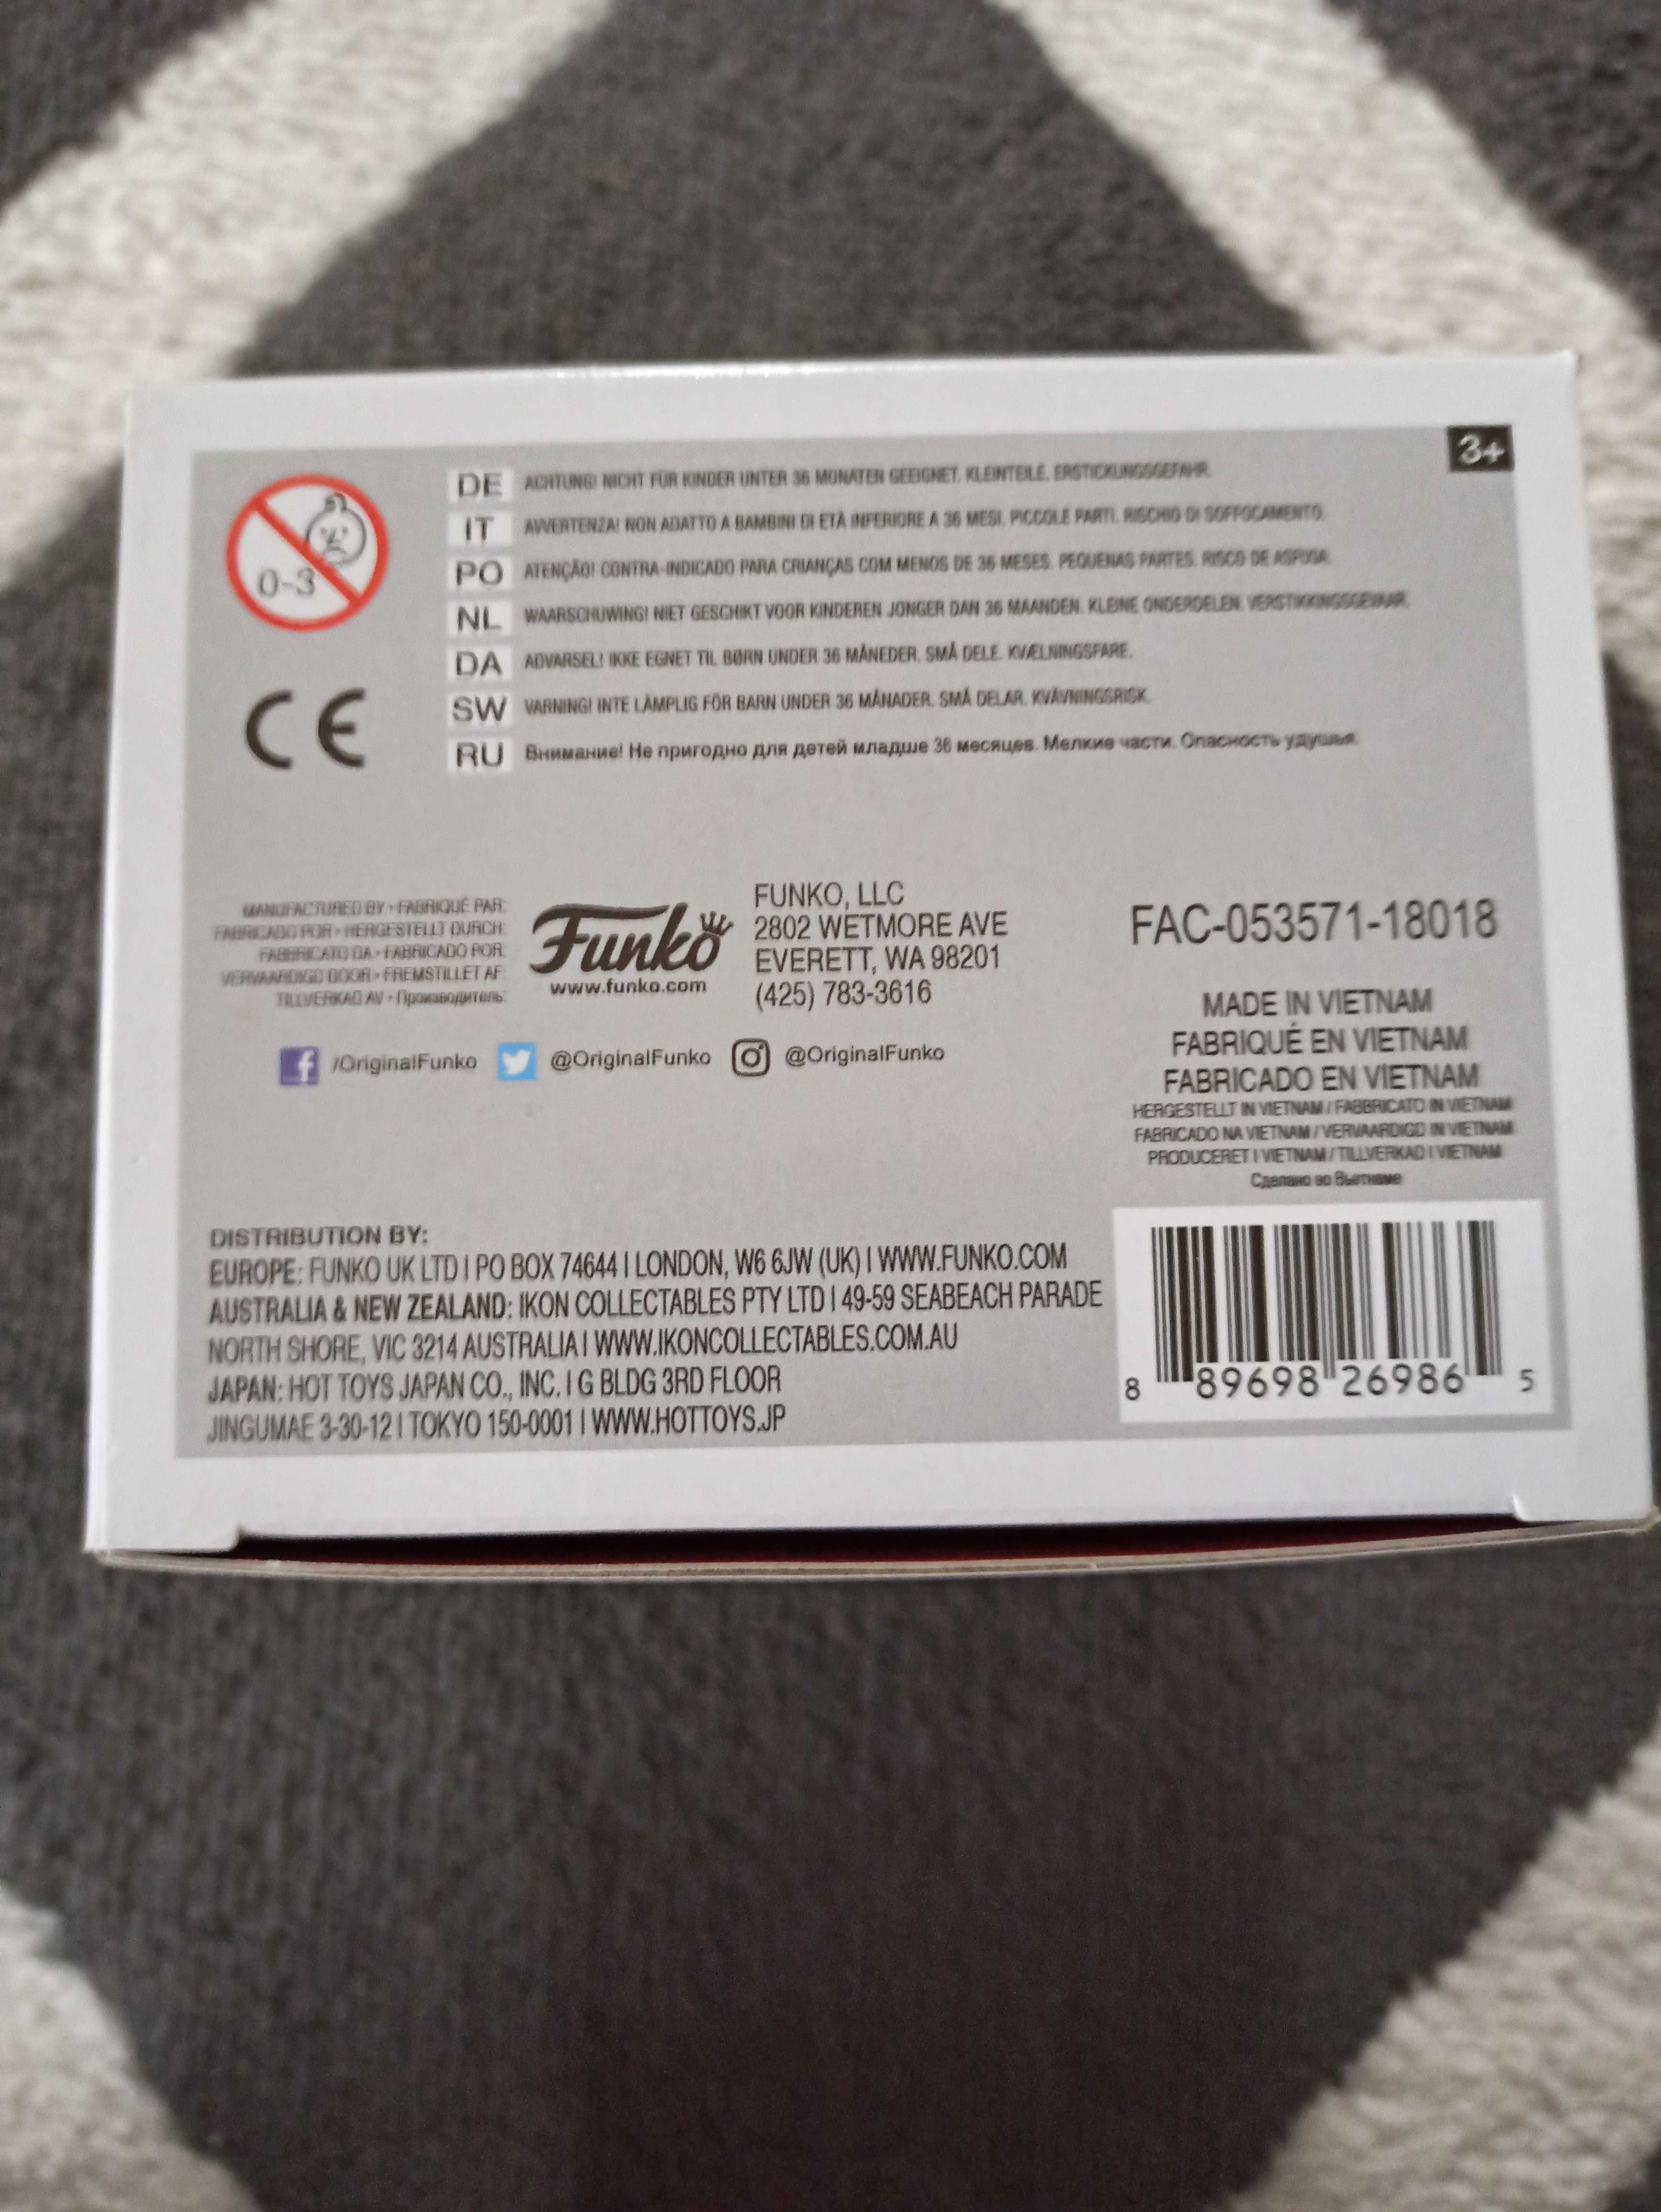 3+
0-3
DE ACHTUNG! NICHT FÜR KINDER UNTER 36 MONATEN GEEIGNET. KLEINTEILE. ERSTICKUNGSGEFAHR.
IT AVVERTENZA! NON ADATTO A BAMBINI DI ETÀ INFERIORE A 36 MESI. PICCOLE PARTI. RISCHIO DI SOFFOCAMENTO.
PO ATENÇÃO! CONTRA-INDICADO PARA CRIANÇAS COM MENOS DE 36 MESES. PEQUENAS PARTES. RISCO DE ASFIXIA.
NL WAARSCHUWING! NIET GESCHIKT VOOR KINDEREN JONGER DAN 36 MAANDEN. KLEINE ONDERDELEN. VERSTIKKINGSGEVAAR.
DA ADVARSEL! IKKE EGNET TIL BØRN UNDER 36 MÅNEDER. SMÅ DELE. KVÆLNINGSFARE.
SW VARNING! INTE LÄMPLIG FÖR BARN UNDER 36 MÅNADER. SMÅ DELAR. KVÄVNINGSRISK.
RU Внимание! Не пригодно для детей младше 36 месяцев. Мелкие части. Опасность удушья.
CE
MANUFACTURED BY • FABRIQUÉ PAR:
FABRICADO POR • HERGESTELLT DURCH:
FABBRICATO DA • FABRICADO POR:
VERVAARDIGD DOOR • FREMSTILLET AF:
TILLVERKAD AV • Производитель:
Funko
www.funko.com
FUNKO, LLC
2802 WETMORE AVE
EVERETT, WA 98201
(425) 783-3616
/OriginalFunko @OriginalFunko @OriginalFunko
FAC-053571-18018
MADE IN VIETNAM
FABRIQUÉ EN VIETNAM
FABRICADO EN VIETNAM
HERGESTELLT IN VIETNAM / FABBRICATO IN VIETNAM
FABRICADO NA VIETNAM / VERVAARDIGD IN VIETNAM
PRODUCERET I VIETNAM / TILLVERKAD I VIETNAM
Сделано во Вьетнаме
DISTRIBUTION BY:
EUROPE: FUNKO UK LTD | PO BOX 74644 | LONDON, W6 6JW (UK) | WWW.FUNKO.COM
AUSTRALIA & NEW ZEALAND: IKON COLLECTABLES PTY LTD | 49-59 SEABEACH PARADE
NORTH SHORE, VIC 3214 AUSTRALIA | WWW.IKONCOLLECTABLES.COM.AU
JAPAN: HOT TOYS JAPAN CO., INC. | G BLDG 3RD FLOOR
JINGUMAE 3-30-12 | TOKYO 150-0001 | WWW.HOTTOYS.JP
8 89698 26986 5